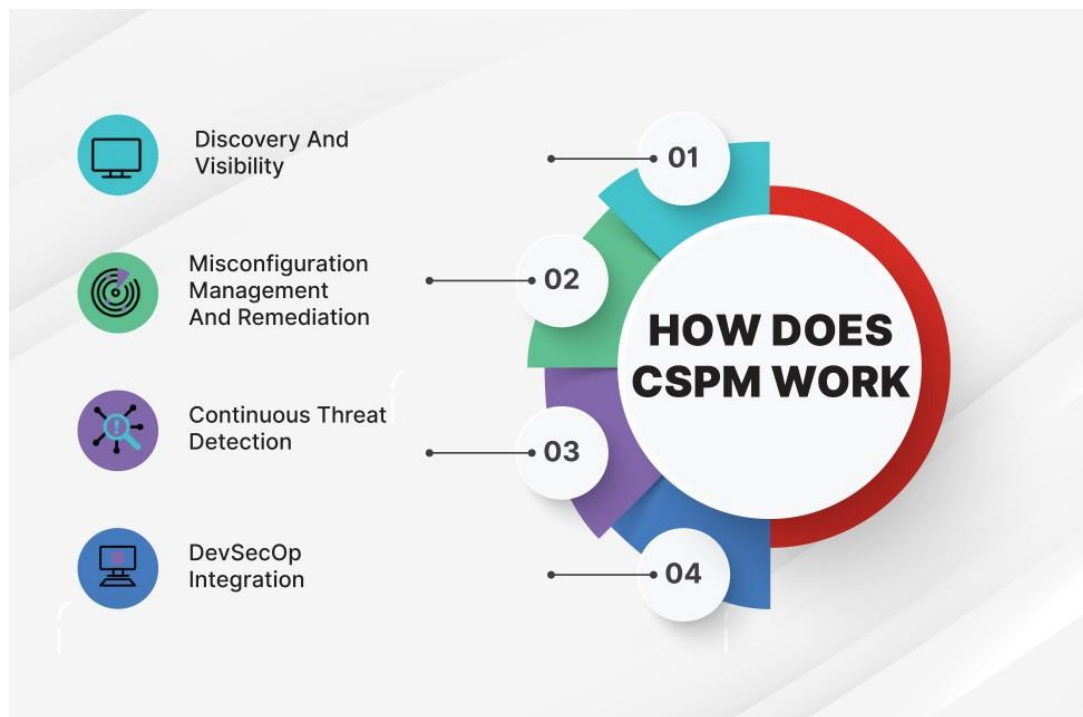 Discovery And
Visibility
01
Misconfiguration
Management
And Remediation
02
HOW DOES
CSPM WORK
Continuous Threat
Detection
03
DevSecOp
Integration
04